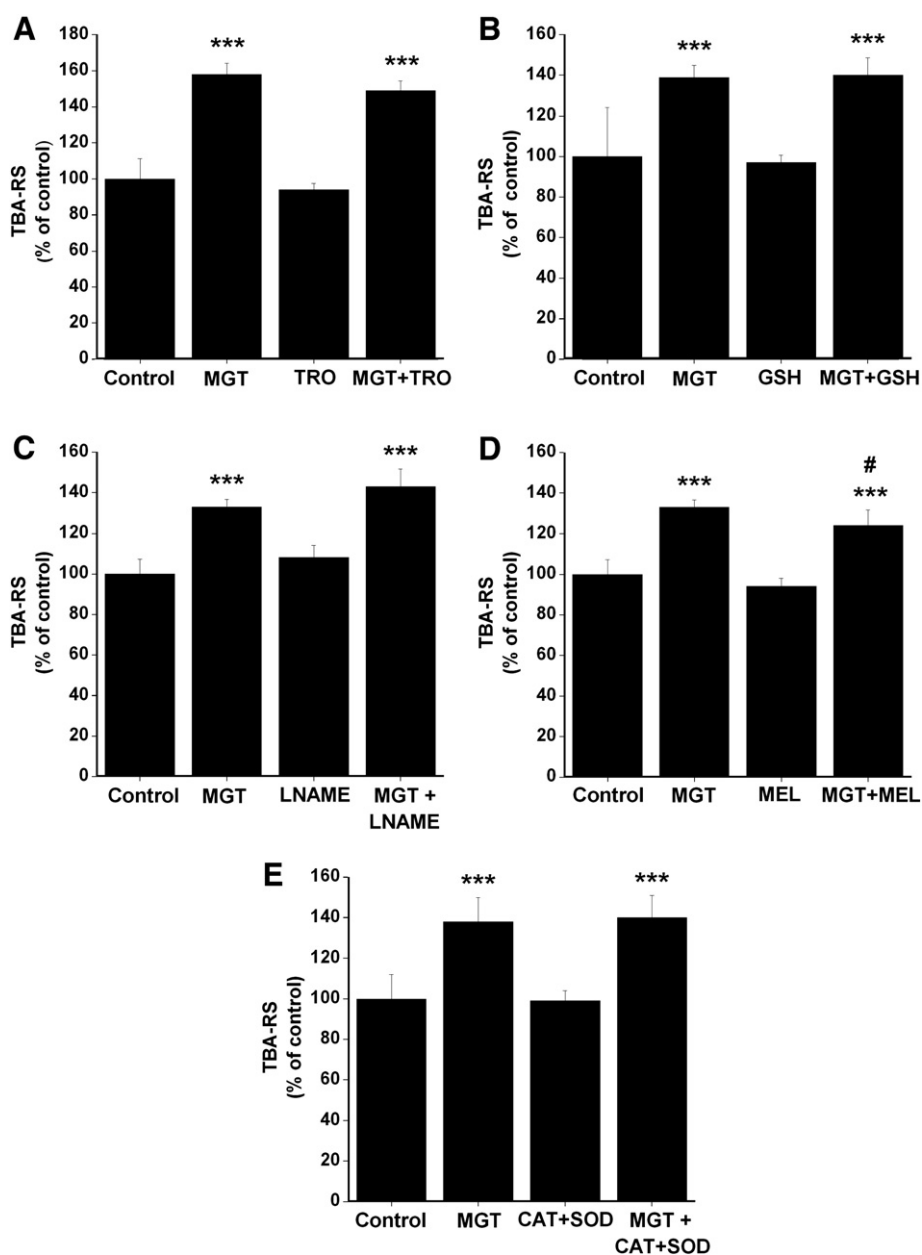 A
TBA-RS
(% of control)
180
160
140
120
100
80
60
40
20
0
***
***
Control MGT TRO MGT+TRO
B
TBA-RS
(% of control)
160
140
120
100
80
60
40
20
0
***
***
Control MGT GSH MGT+GSH
C
TBA-RS
(% of control)
160
140
120
100
80
60
40
20
0
***
***
Control MGT LNAME MGT +
LNAME
D
TBA-RS
(% of control)
160
140
120
100
80
60
40
20
0
***
#
***
Control MGT MEL MGT+MEL
E
TBA-RS
(% of control)
160
140
120
100
80
60
40
20
0
***
***
Control MGT CAT+SOD MGT +
CAT+SOD